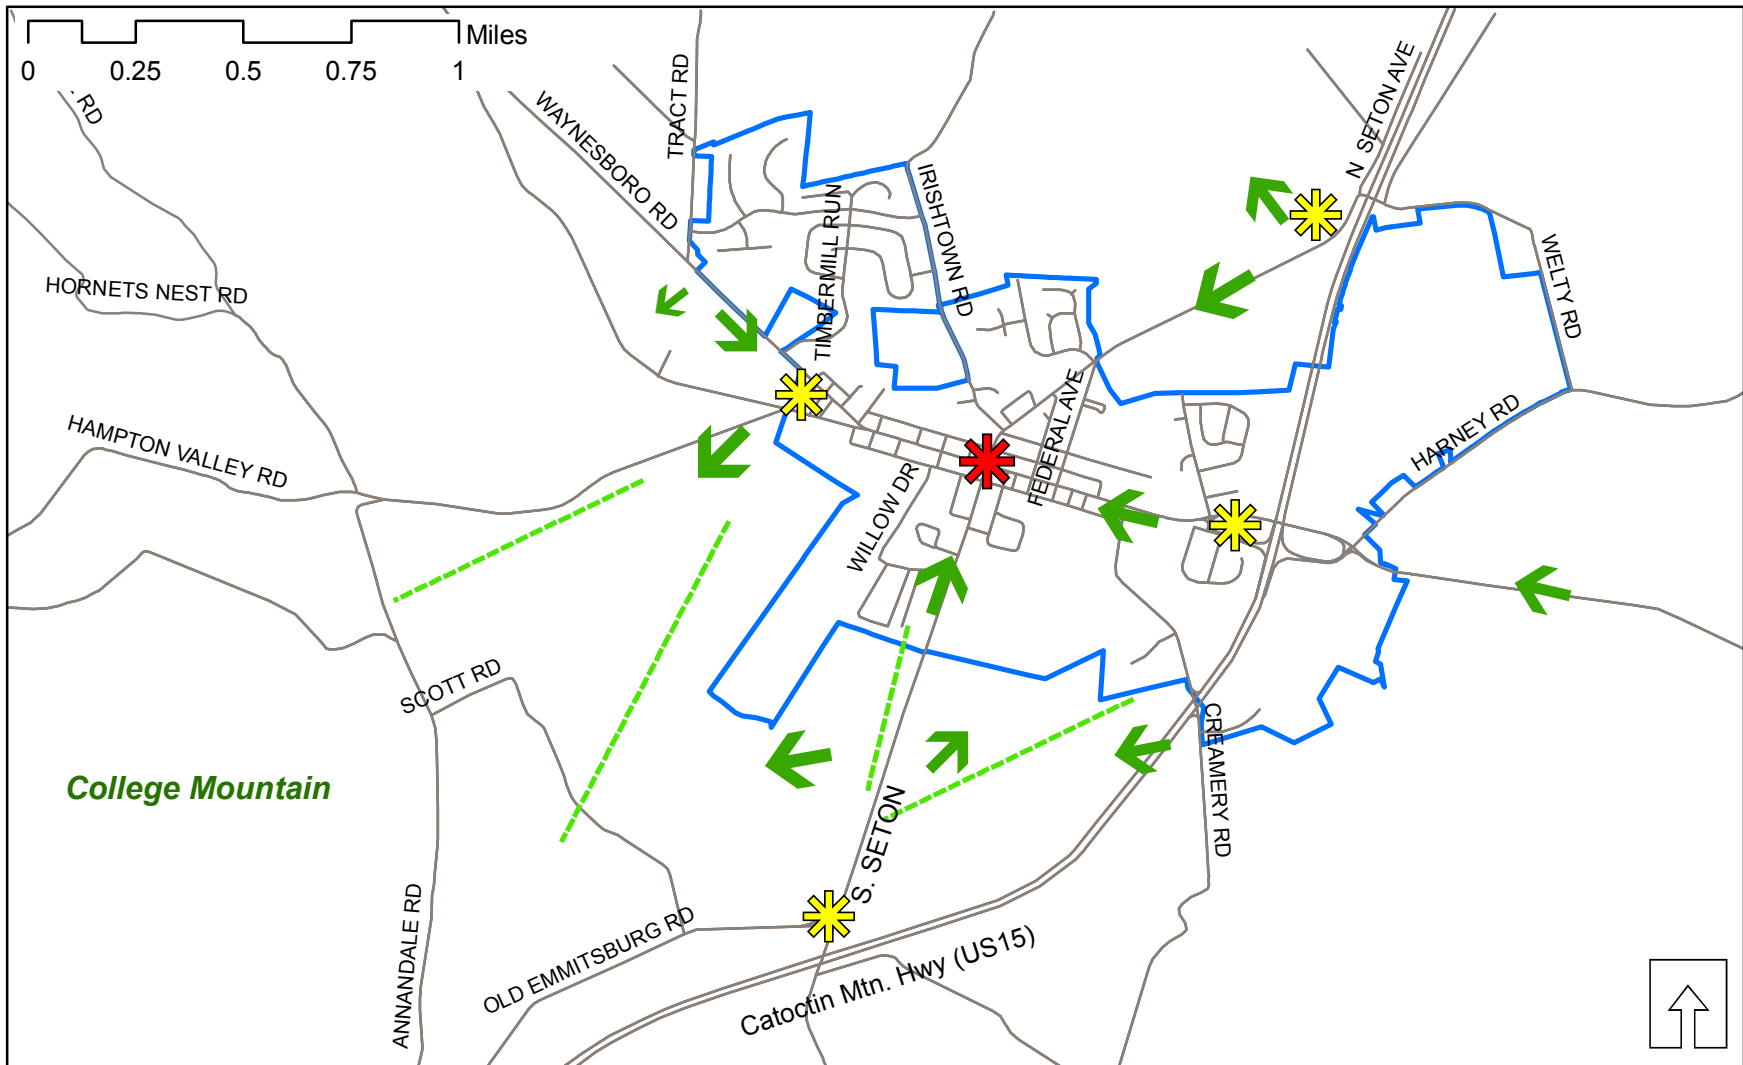 Miles
0 0.25 0.5 0.75 1
RD
WAYNESBORO RD
TRACT RD
N SETON AVE
TIMBERMILL RUN
IRISHTOWN RD
WELTY RD
HORNETS NEST RD
HAMPTON VALLEY RD
FEDERAL AVE
HARNEY RD
WILLOW DR
SCOTT RD
College Mountain
CREAMERY RD
S. SETON
ANNANDALE RD
OLD EMMITSBURG RD
Catoctin Mtn. Hwy (US15)